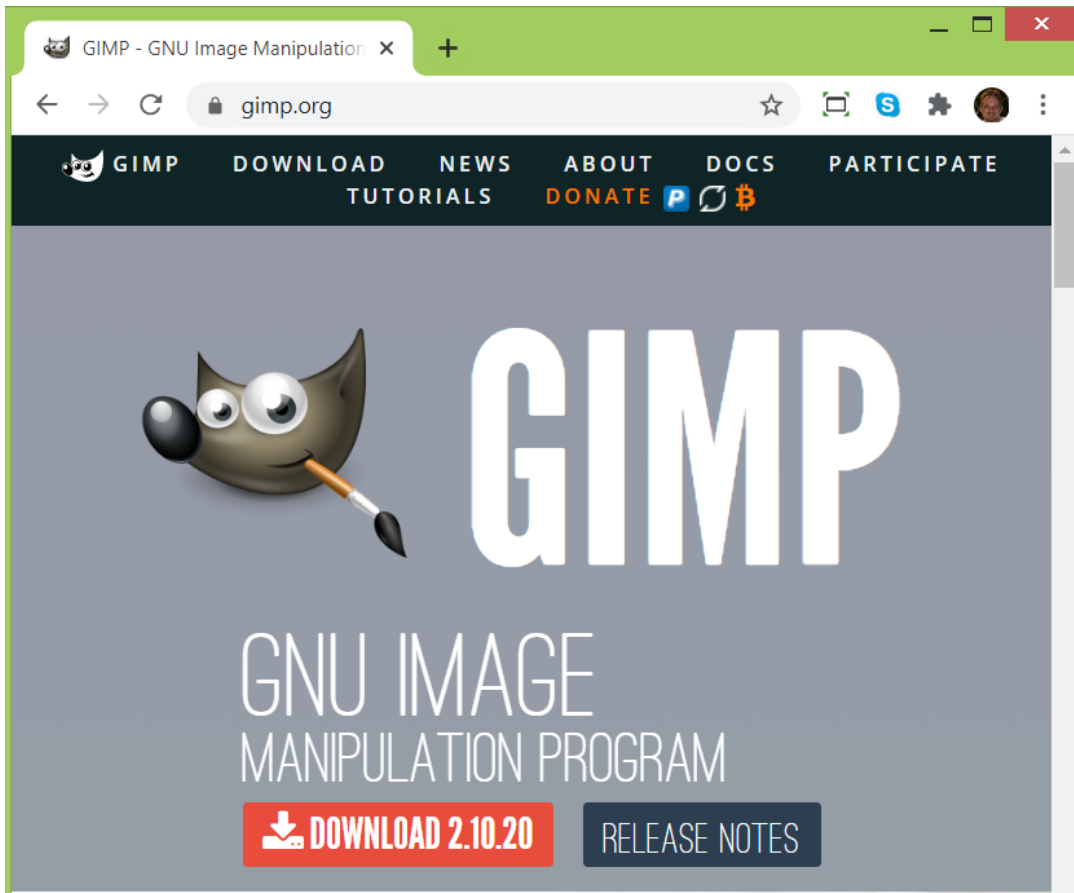 GIMP - GNU Image Manipulation
gimp.org
GIMP DOWNLOAD NEWS ABOUT DOCS PARTICIPATE
TUTORIALS DONATE
GIMP
GNU IMAGE
MANIPULATION PROGRAM
DOWNLOAD 2.10.20 RELEASE NOTES